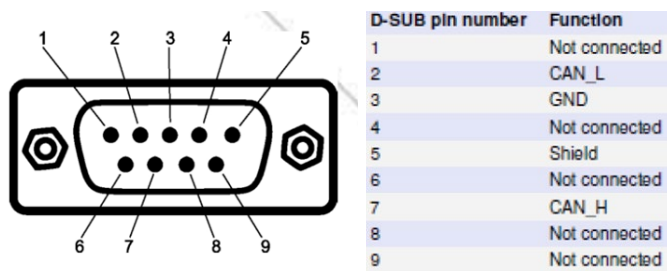 1 2 3 4 5
6 7 8 9
D-SUB pin number Function
1 Not connected
2 CAN_L
3 GND
4 Not connected
5 Shield
6 Not connected
7 CAN_H
8 Not connected
9 Not connected